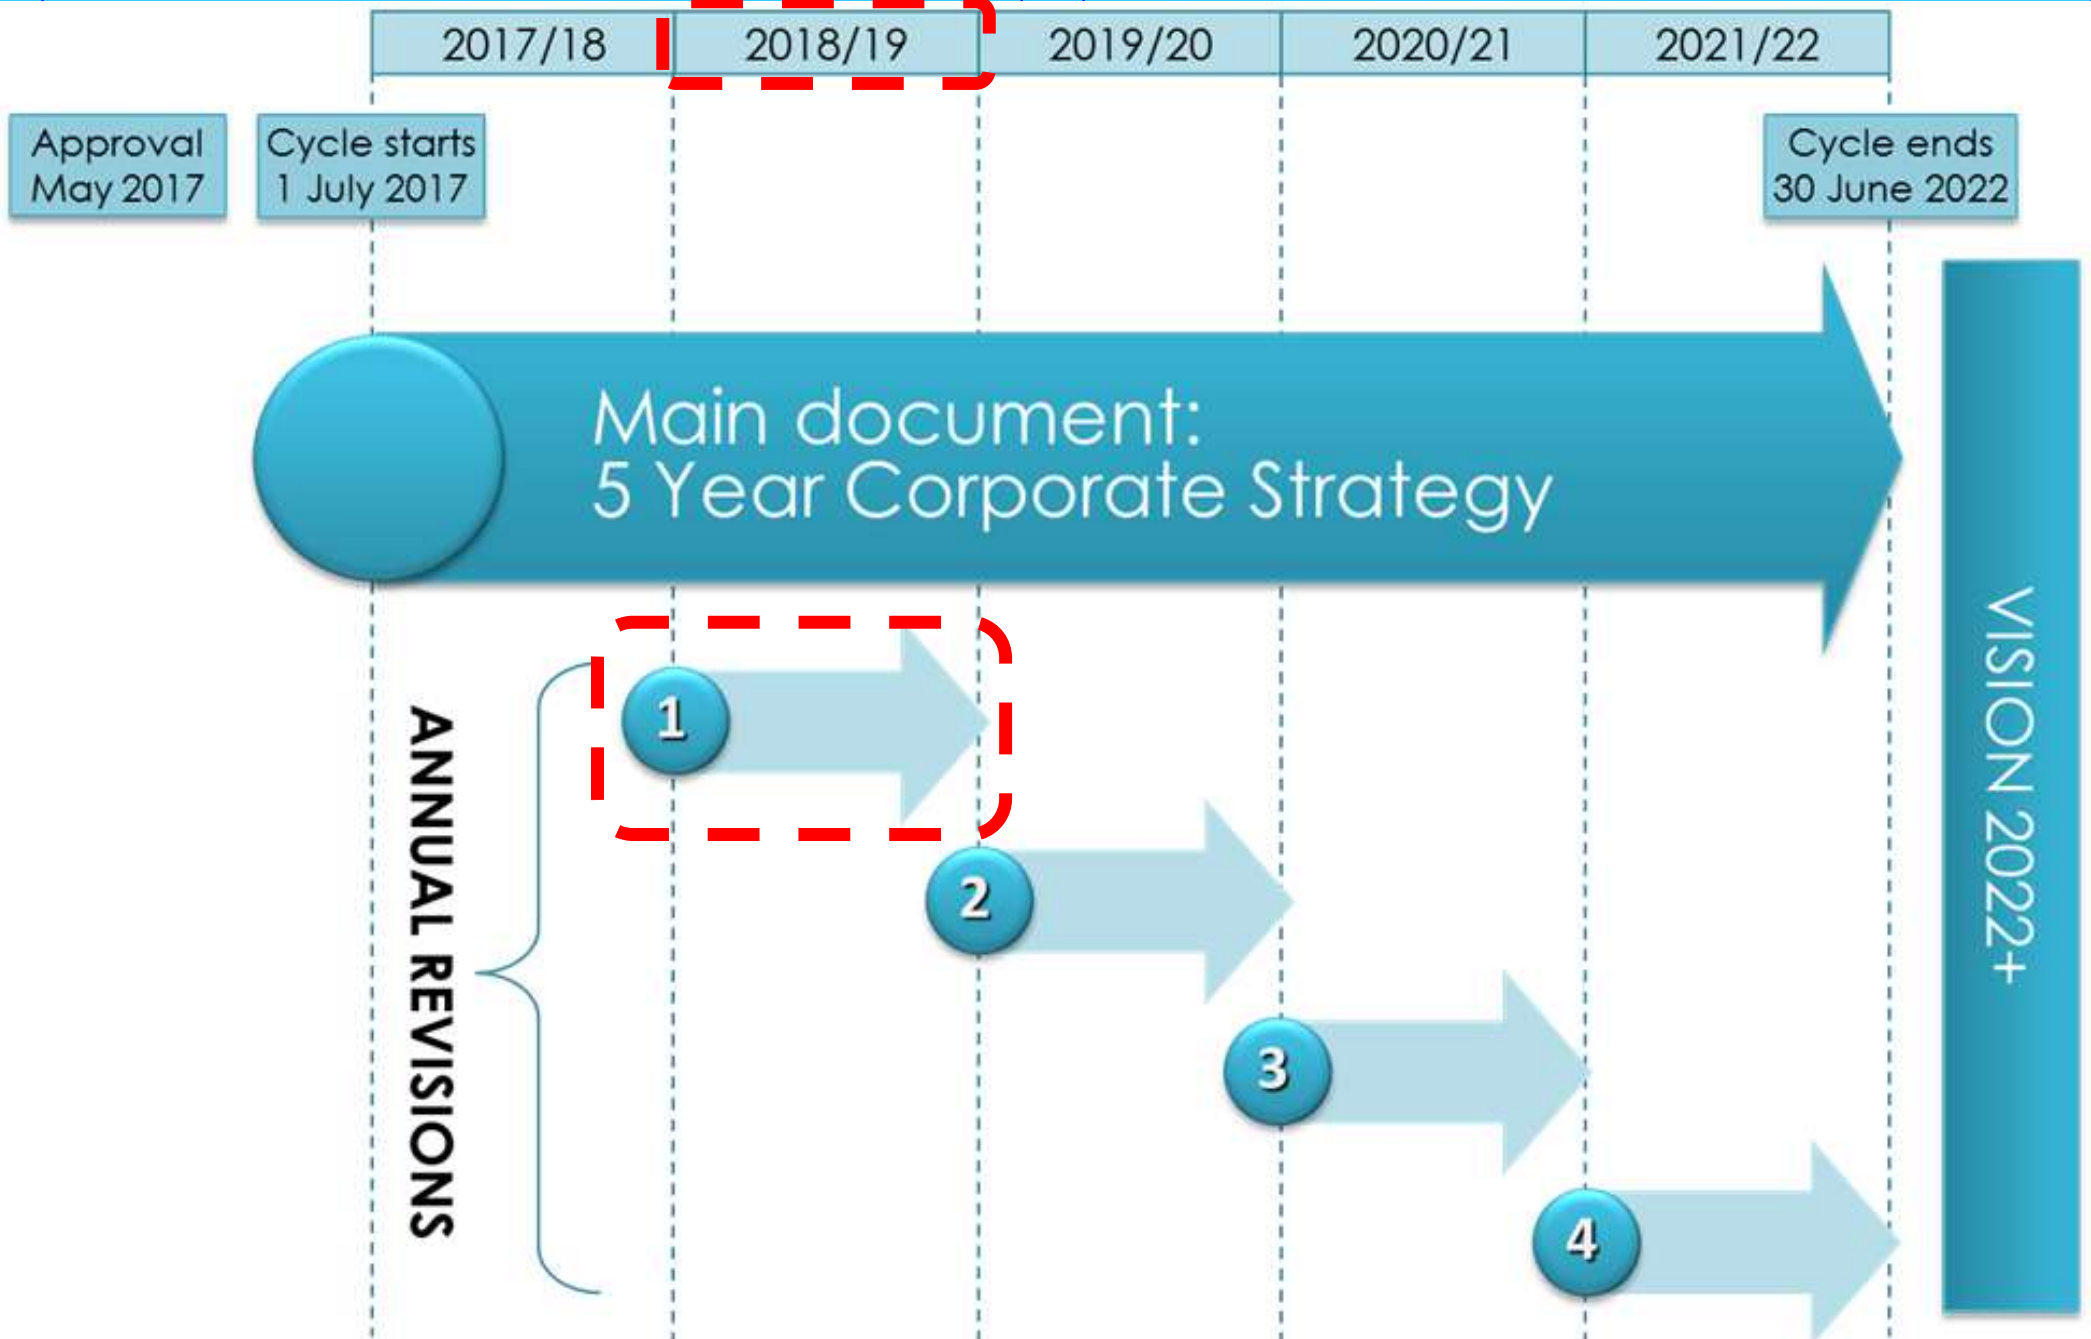 2017/18
2018/19
2019/20
2020/21
2021/22
Approval
May 2017
Cycle starts
1 July 2017
Cycle ends
30 June 2022
Main document:
5 Year Corporate Strategy
ANNUAL REVISIONS
1
2
3
4
VISION 2022+